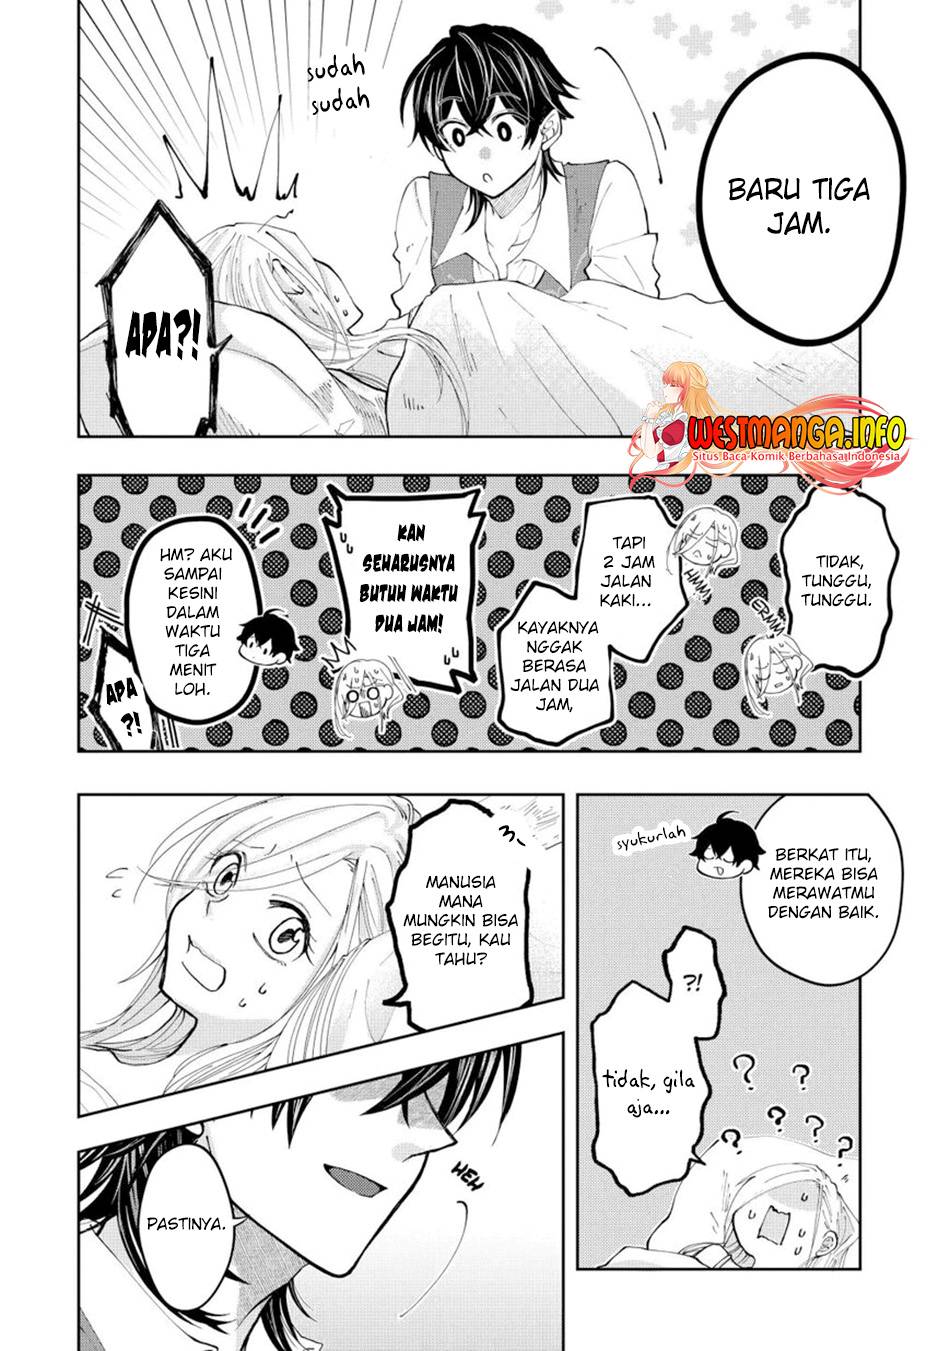 BARU TIGA
JAM.
sudah
sudah
APA?!
WESTMANGA.INFO
Situs Baca Komik Berbahasa Indonesia
TIDAK,
TUNGGU,
TUNGGU.
ERMM
TAPI
2 JAM
JALAN
KAKI...
HMM
KAYAKNYA
NGGAK
BERASA
JALAN DUA
JAM,
KAN
SEHARUSNYA
BUTUH WAKTU
DUA JAM!
HM? AKU
SAMPAI
KESINI
DALAM
WAKTU
TIGA
MENIT
LOH.
APA
?!
BERKAT ITU,
MEREKA BISA
MERAWATMU
DENGAN BAIK.
syukurlah
?!
tidak, gila
aja...
? ? ? ? ? ? ?
3-
MANUSIA
MANA
MUNGKIN BISA
BEGITU, KAU
TAHU?
HEH
PASTINYA.